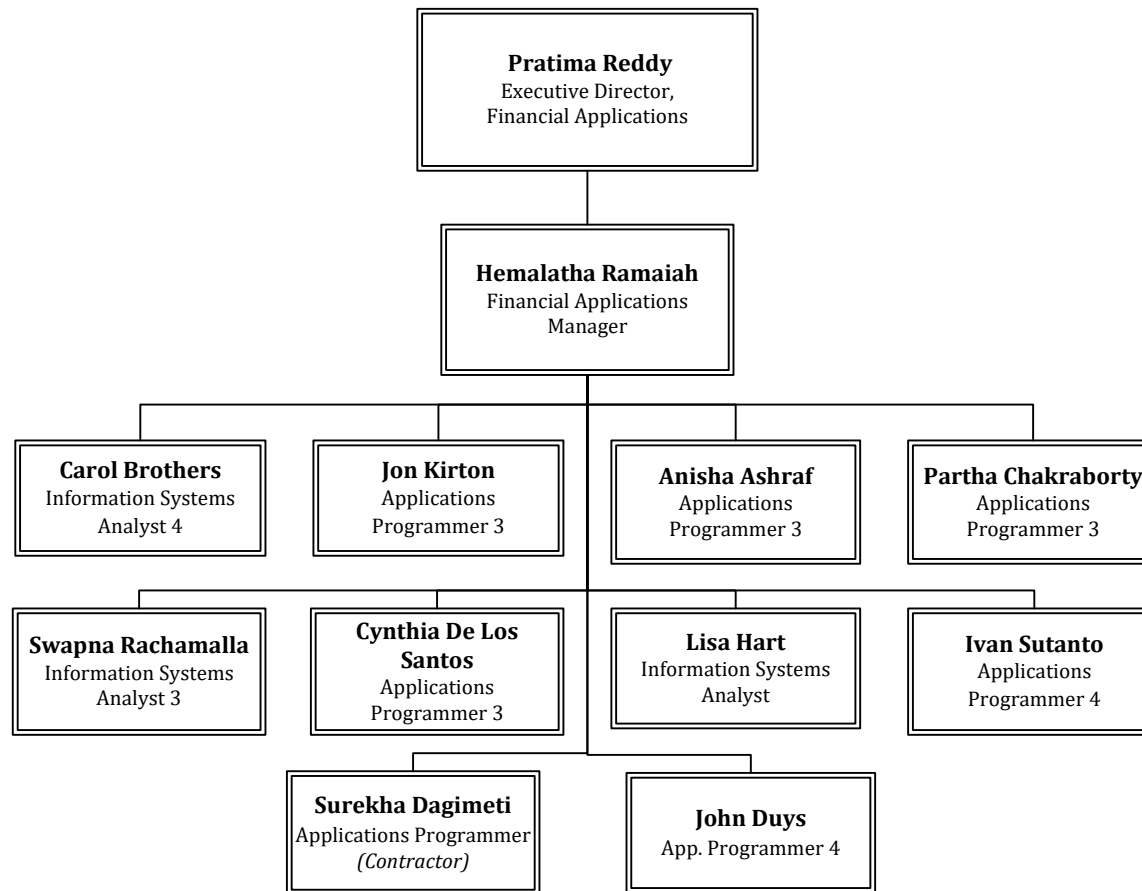 Pratima Reddy
Executive Director,
Financial Applications
Hemalatha Ramaiah
Financial Applications
Manager
Carol Brothers
Information Systems
Analyst 4
Jon Kirton
Applications
Programmer 3
Anisha Ashraf
Applications
Programmer 3
Partha Chakraborty
Applications
Programmer 3
Swapna Rachamalla
Information Systems
Analyst 3
Cynthia De Los
Santos
Applications
Programmer 3
Lisa Hart
Information Systems
Analyst
Ivan Sutanto
Applications
Programmer 4
Surekha Dagimeti
Applications Programmer
(Contractor)
John Duys
App. Programmer 4